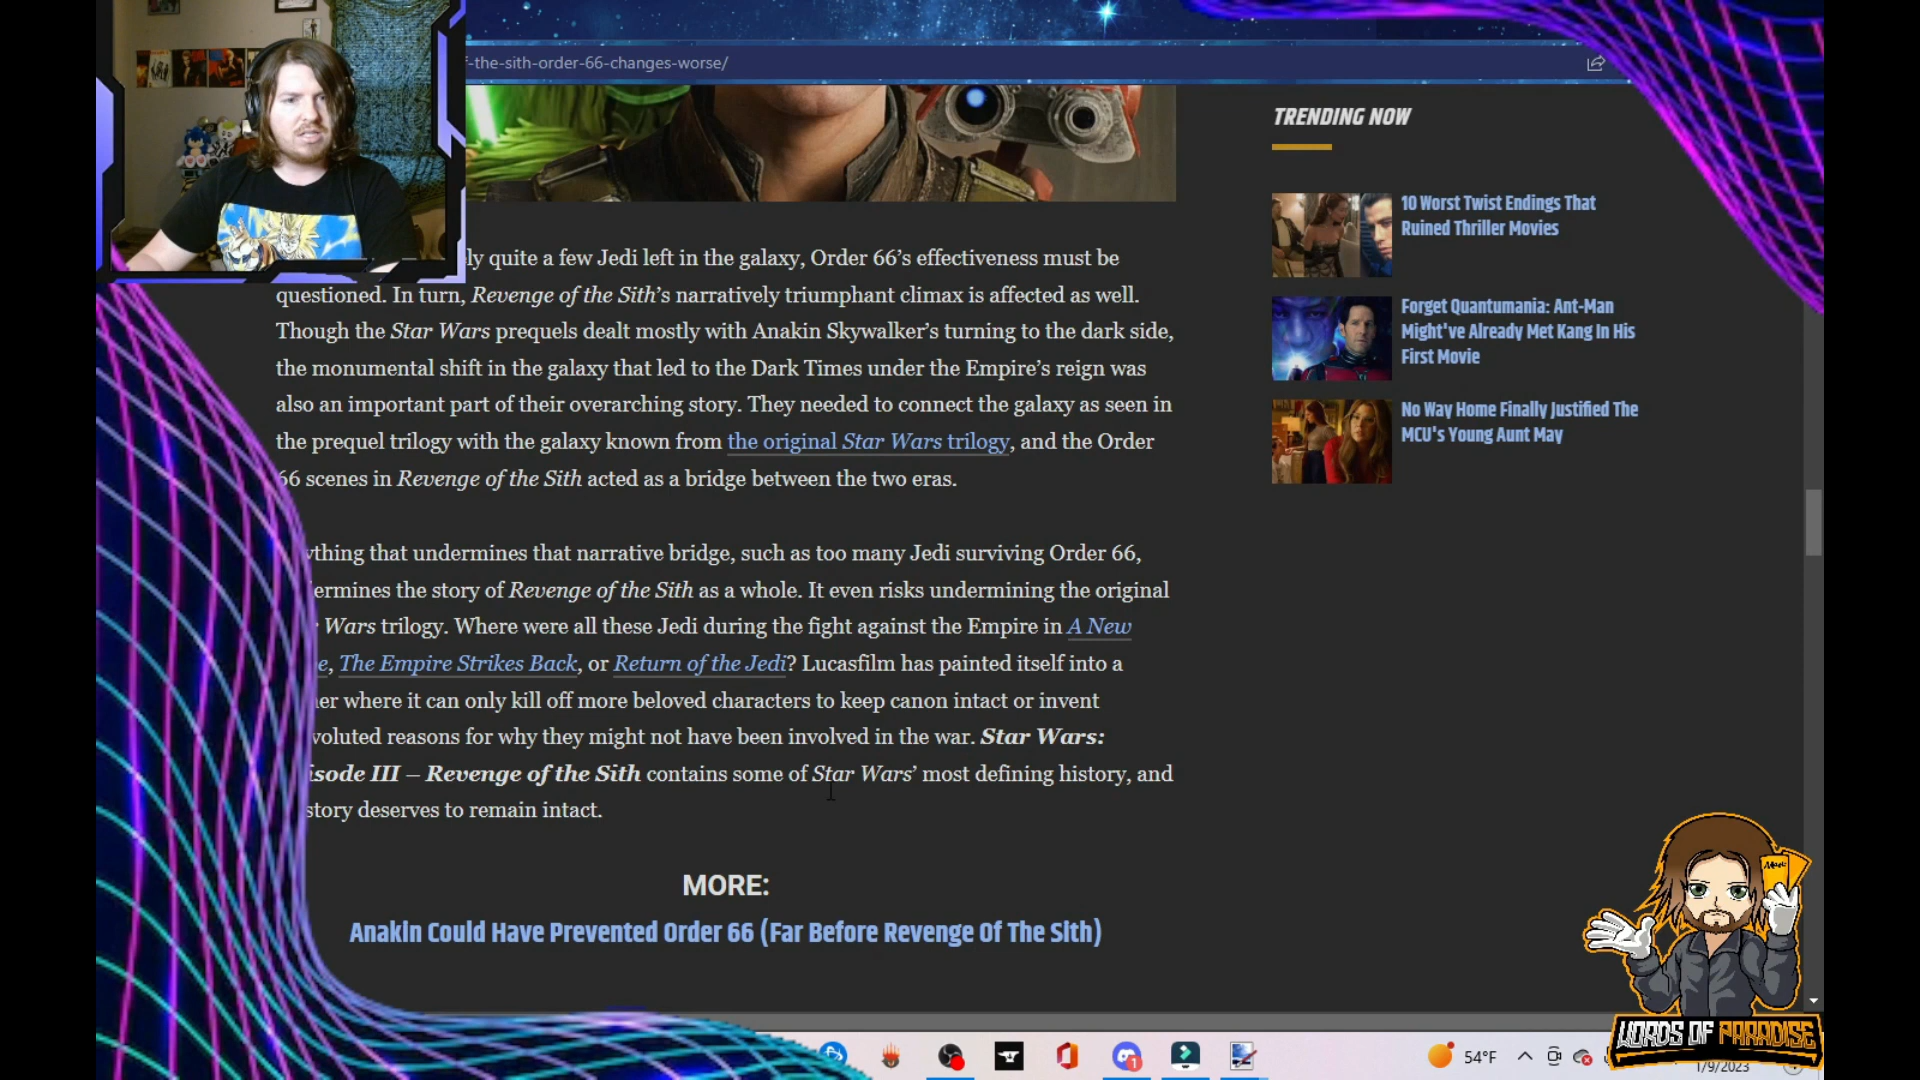 f-the-sith-order-66-changes-worse/
TRENDING NOW
10 Worst Twist Endings That
Ruined Thriller Movies
Forget Quantumania: Ant-Man
Might've Already Met Kang In His
First Movie
No Way Home Finally Justified The
MCU's Young Aunt May
ly quite a few Jedi left in the galaxy, Order 66’s effectiveness must be
questioned. In turn, Revenge of the Sith’s narratively triumphant climax is affected as well.
Though the Star Wars prequels dealt mostly with Anakin Skywalker’s turning to the dark side,
the monumental shift in the galaxy that led to the Dark Times under the Empire’s reign was
also an important part of their overarching story. They needed to connect the galaxy as seen in
the prequel trilogy with the galaxy known from the original Star Wars trilogy, and the Order
66 scenes in Revenge of the Sith acted as a bridge between the two eras.
ything that undermines that narrative bridge, such as too many Jedi surviving Order 66,
ermines the story of Revenge of the Sith as a whole. It even risks undermining the original
Wars trilogy. Where were all these Jedi during the fight against the Empire in A New
e, The Empire Strikes Back, or Return of the Jedi? Lucasfilm has painted itself into a
er where it can only kill off more beloved characters to keep canon intact or invent
voluted reasons for why they might not have been involved in the war. Star Wars:
isode III – Revenge of the Sith contains some of Star Wars’ most defining history, and
story deserves to remain intact.
MORE:
Anakin Could Have Prevented Order 66 (Far Before Revenge Of The Sith)
WORDS OF PARADISE
1
54°F
1/9/2023